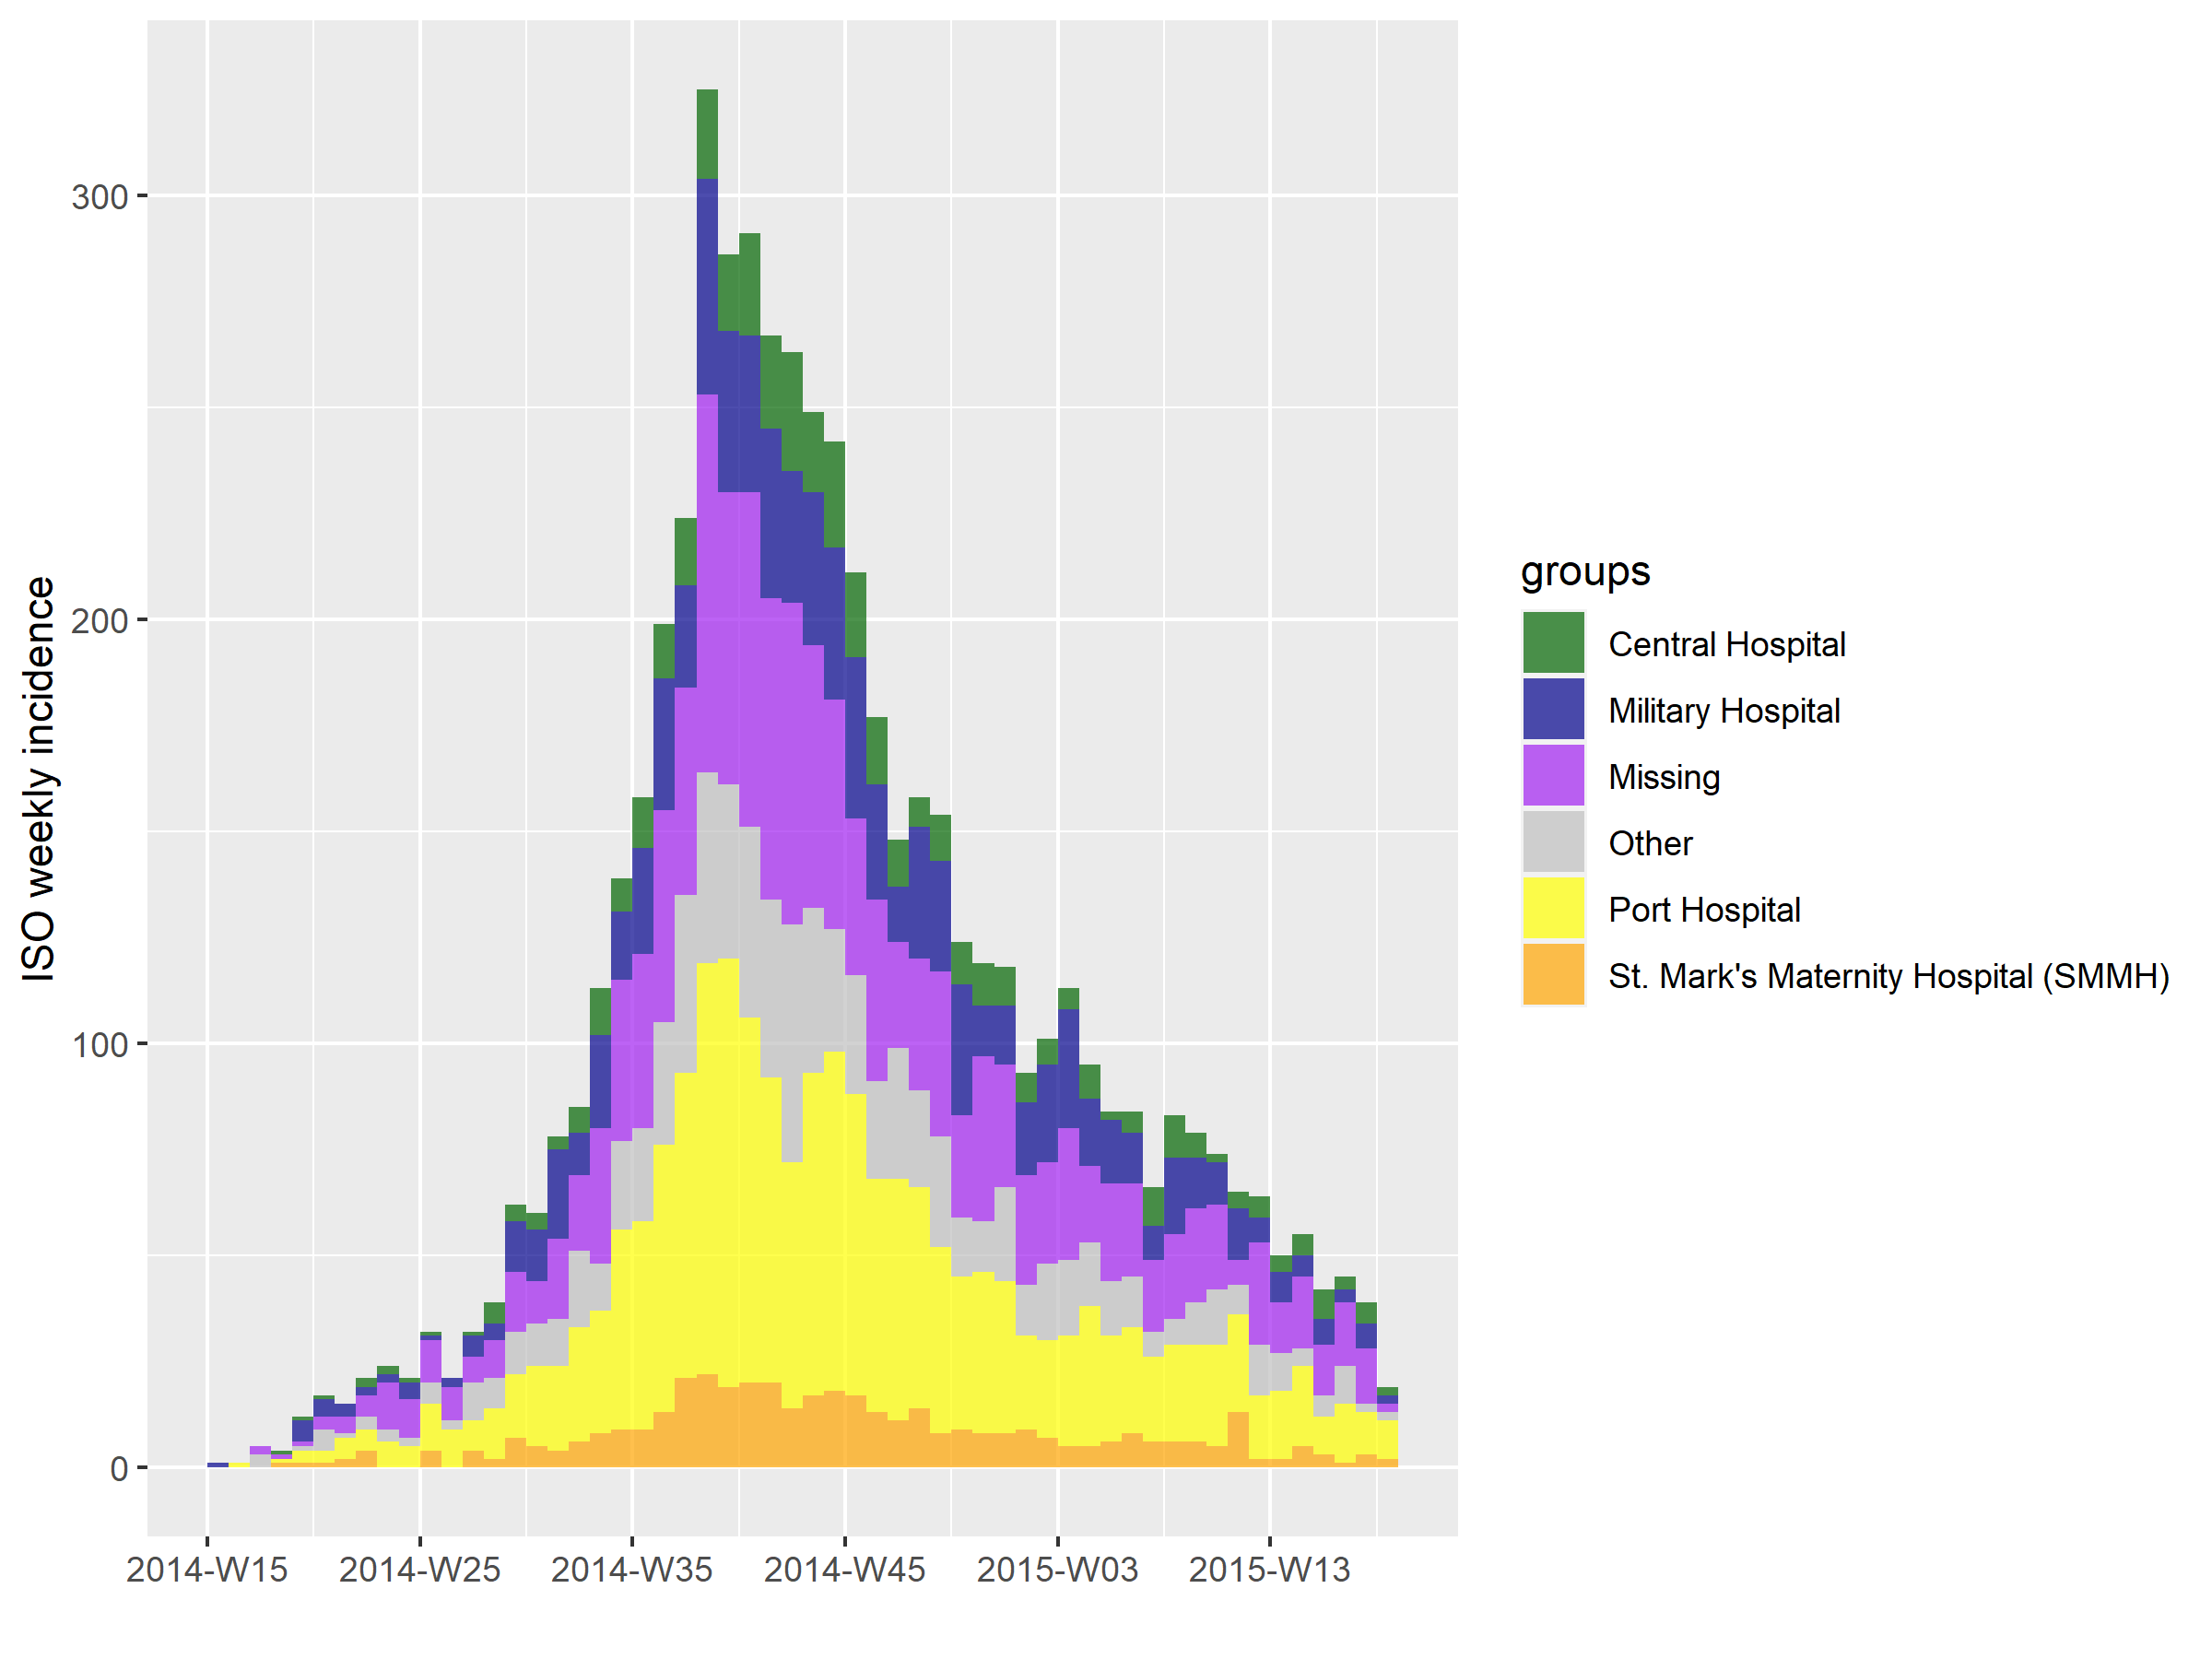 ISO weekly incidence
300
200
100
0
2014-W15
2014-W25
2014-W35
2014-W45
2015-W03
2015-W13
groups
Central Hospital
Military Hospital
Missing
Other
Port Hospital
St. Mark's Maternity Hospital (SMMH)